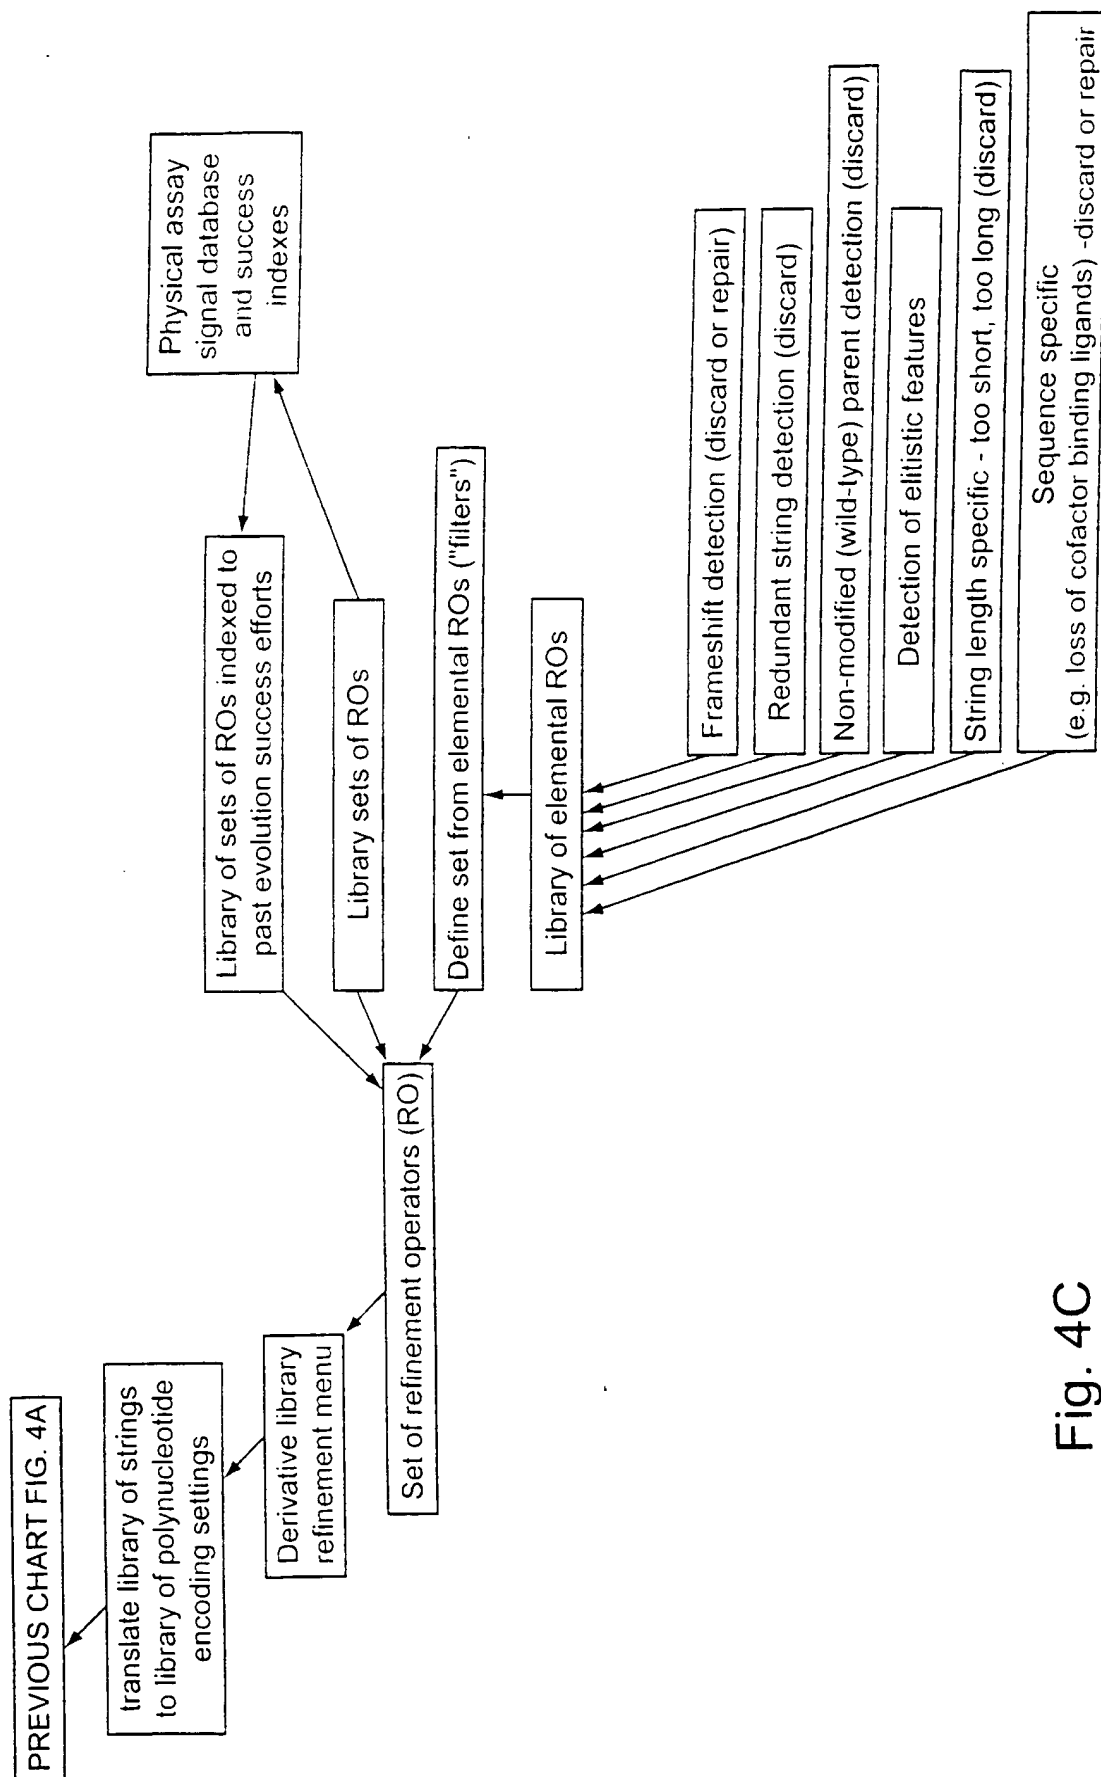 PREVIOUS CHART FIG. 4A
translate library of strings
to library of polynucleotide
encoding settings
Derivative library
refinement menu
Set of refinement operators (RO)
Library of sets of ROs indexed to
past evolution success efforts
Library sets of ROs
Define set from elemental ROs ("filters")
Library of elemental ROs
Physical assay
signal database
and success
indexes
Frameshift detection (discard or repair)
Redundant string detection (discard)
Non-modified (wild-type) parent detection (discard)
Detection of elitistic features
String length specific - too short, too long (discard)
Sequence specific
(e.g. loss of cofactor binding ligands) -discard or repair
Fig. 4C